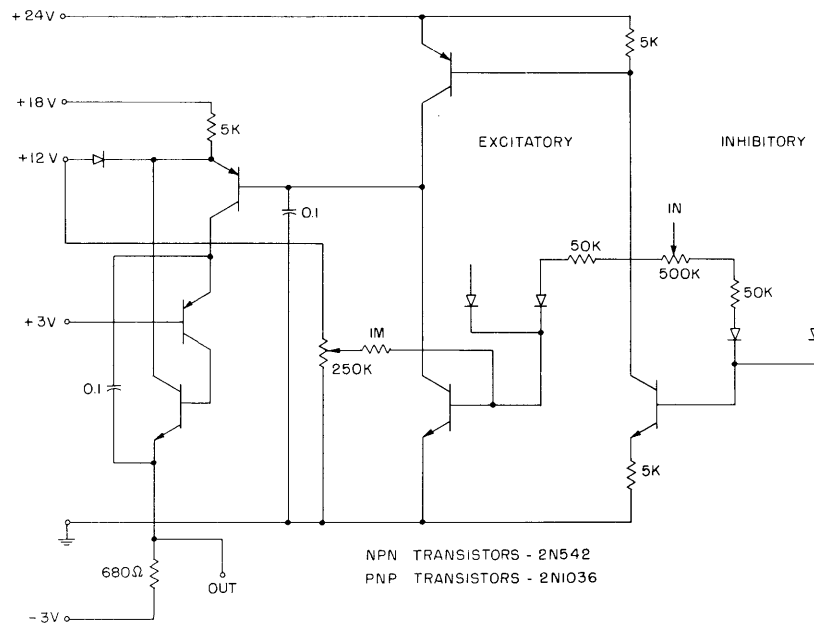 +24V
5K
+18V
5K
+12V
EXCITATORY
INHIBITORY
0.1
IN
50K
500K
50K
+3V
1M
250K
0.1
5K
NPN TRANSISTORS - 2N542
PNP TRANSISTORS - 2N1036
680Ω
OUT
-3V